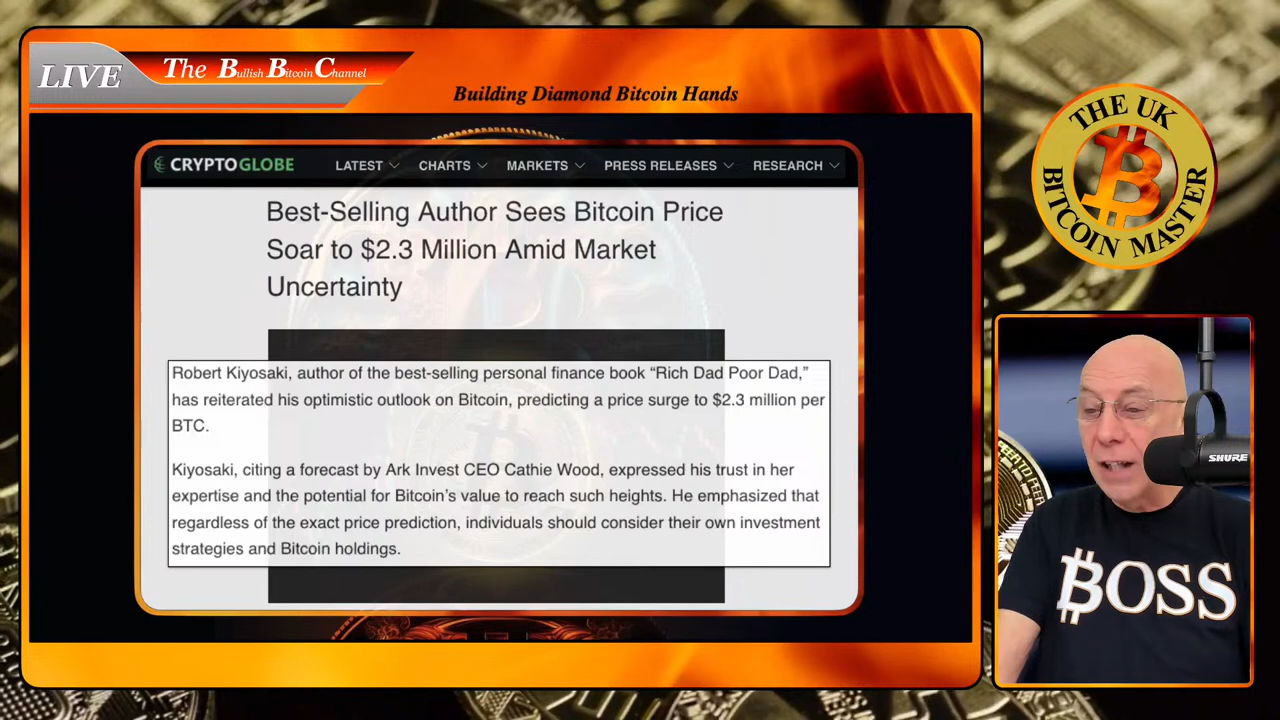 LIVE
The Bullish Bitcoin Channel
Building Diamond Bitcoin Hands
CRYPTOGLOBE
LATEST
CHARTS
MARKETS
PRESS RELEASES
RESEARCH
Best-Selling Author Sees Bitcoin Price
Soar to $2.3 Million Amid Market
Uncertainty
Robert Kiyosaki, author of the best-selling personal finance book “Rich Dad Poor Dad,”
has reiterated his optimistic outlook on Bitcoin, predicting a price surge to $2.3 million per
BTC.
Kiyosaki, citing a forecast by Ark Invest CEO Cathie Wood, expressed his trust in her
expertise and the potential for Bitcoin’s value to reach such heights. He emphasized that
regardless of the exact price prediction, individuals should consider their own investment
strategies and Bitcoin holdings.
THE UK
BITCOIN MASTER
SHURE
₿OSS